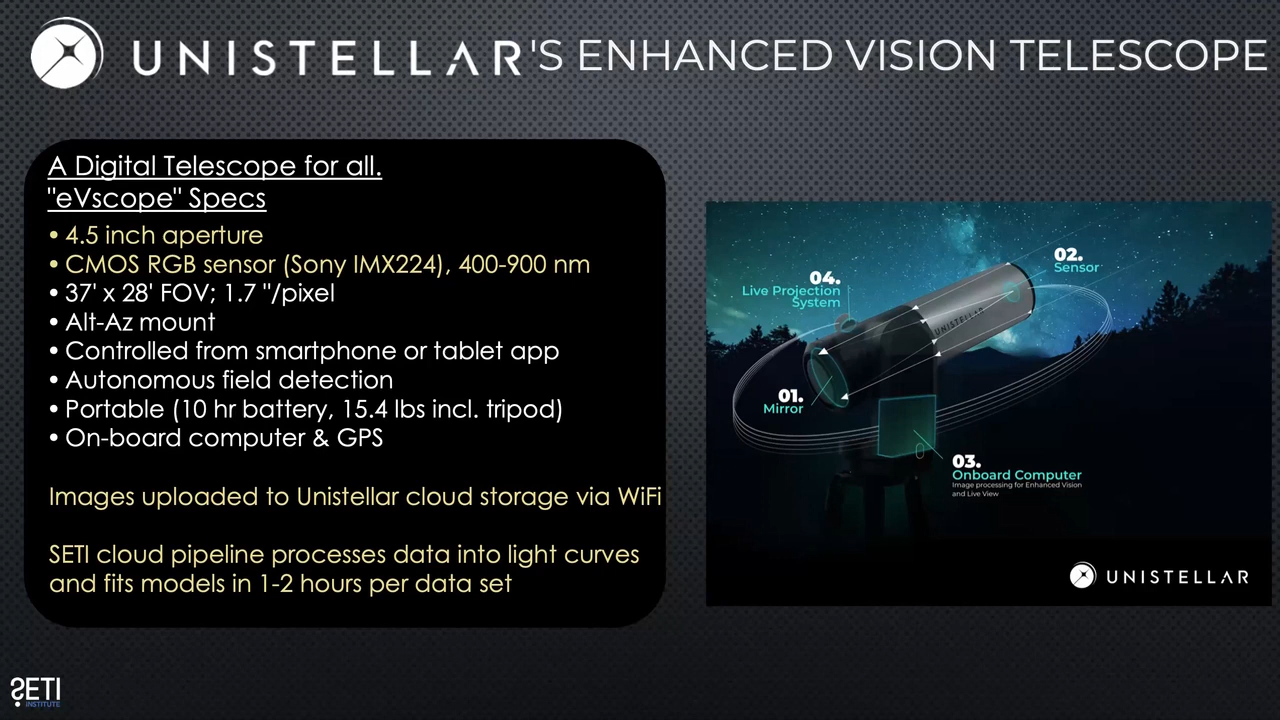 UNISTELLAR'S ENHANCED VISION TELESCOPE
A Digital Telescope for all.
"eVscope" Specs
• 4.5 inch aperture
• CMOS RGB sensor (Sony IMX224), 400-900 nm
• 37' x 28' FOV; 1.7 "/pixel
• Alt-Az mount
• Controlled from smartphone or tablet app
• Autonomous field detection
• Portable (10 hr battery, 15.4 lbs incl. tripod)
• On-board computer & GPS
Images uploaded to Unistellar cloud storage via WiFi
SETI cloud pipeline processes data into light curves
and fits models in 1-2 hours per data set
02.
Sensor
04.
Live Projection
System
UNISTELLAR
01.
Mirror
03.
Onboard Computer
Image processing for Enhanced Vision
and Live View
UNISTELLAR
SETI
INSTITUTE